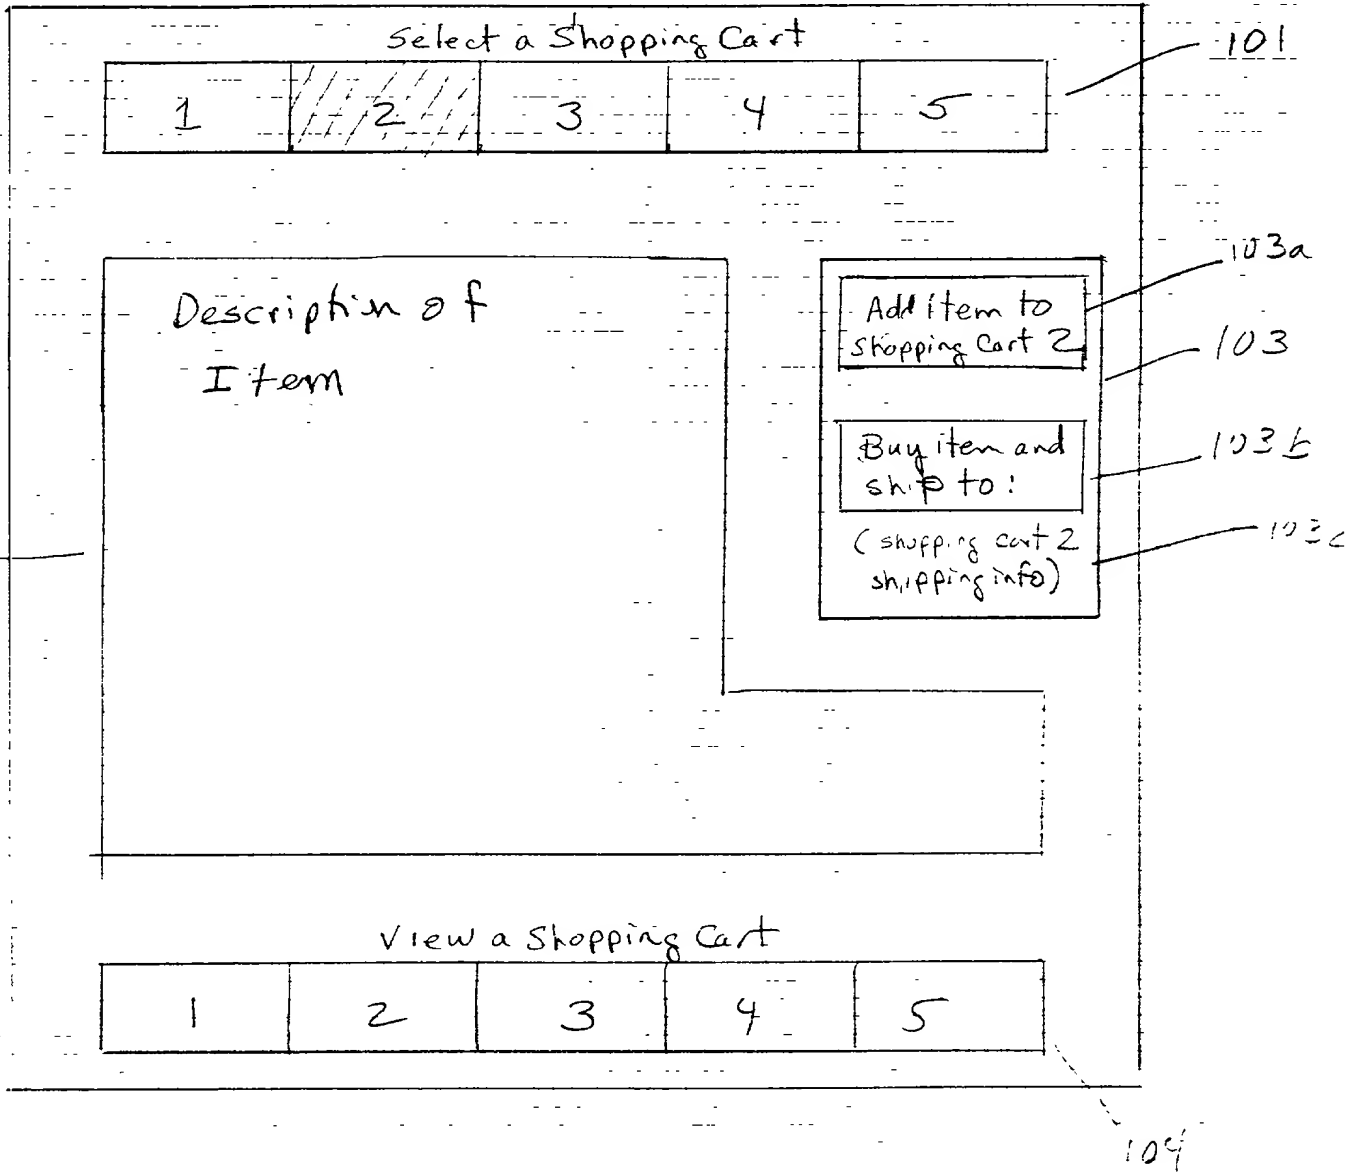 Select a Shopping Cart
101
1 2 3 4 5
103a
Description of
Item
Add item to
shopping Cart 2
103
Buy item and
ship to:
103b
(shopping cart 2
shipping info)
103c
View a Shopping Cart
1 2 3 4 5
104